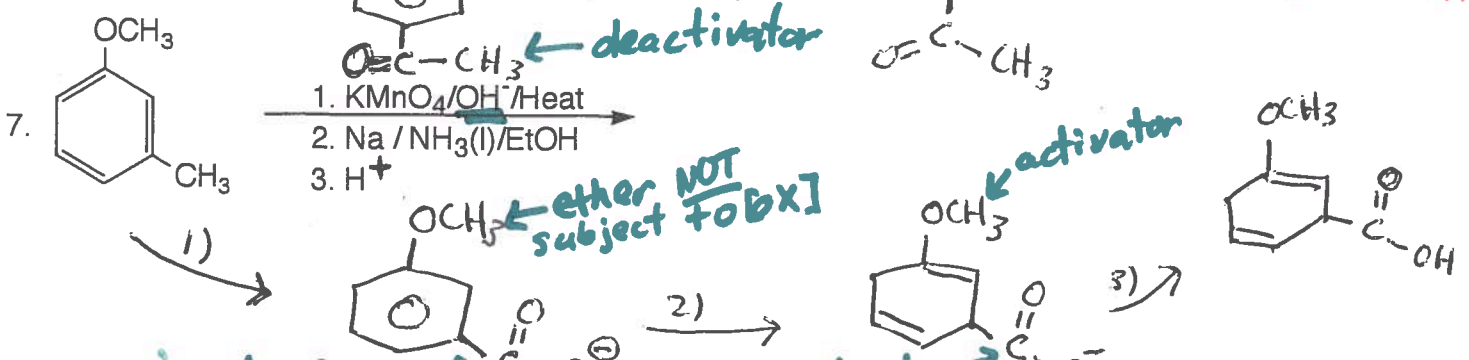 OCH3
O=C-CH3 ← deactivator
O=C-CH3
7.
1. KMnO4/OH-/Heat
2. Na / NH3(l)/EtOH
3. H+
CH3
OCH3
activator
ether NOT
subject to [OX]
OCH3
OCH3
O
C-OH
1)
2)
3)
O
C
⊖
O
C
-